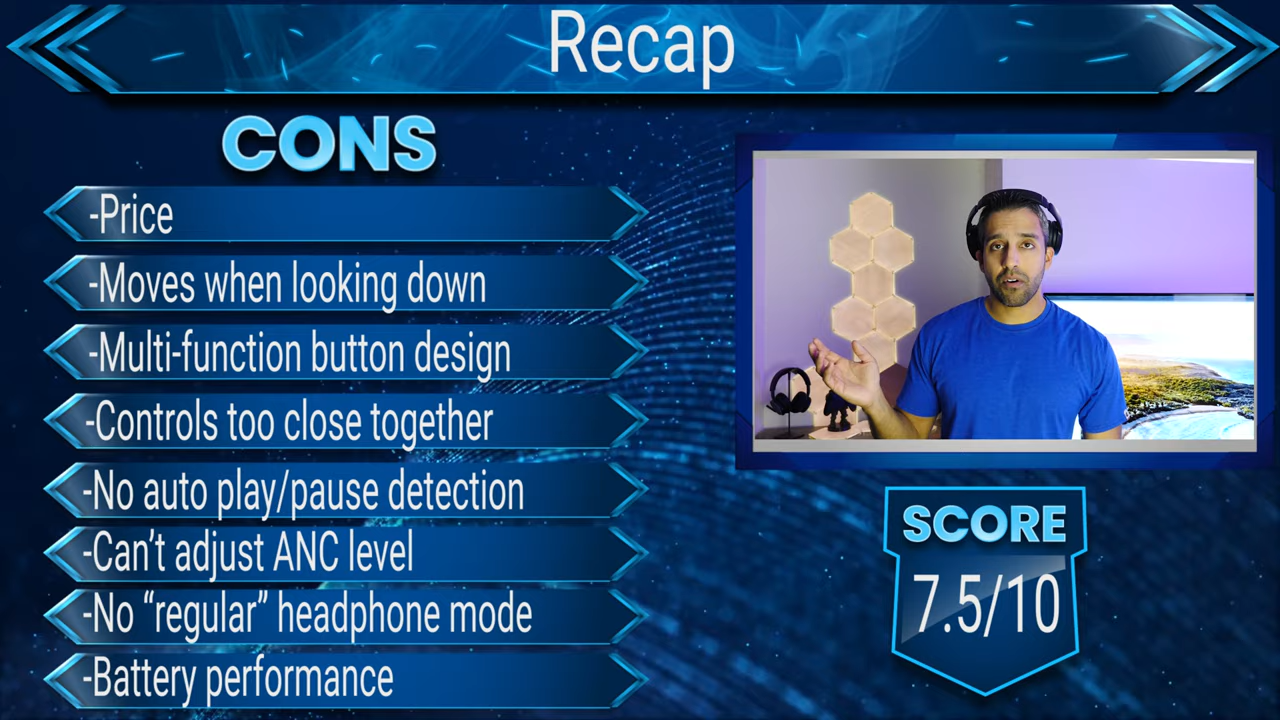 Recap
CONS
-Price
-Moves when looking down
-Multi-function button design
-Controls too close together
-No auto play/pause detection
-Can’t adjust ANC level
-No “regular” headphone mode
-Battery performance
SCORE
7.5/10